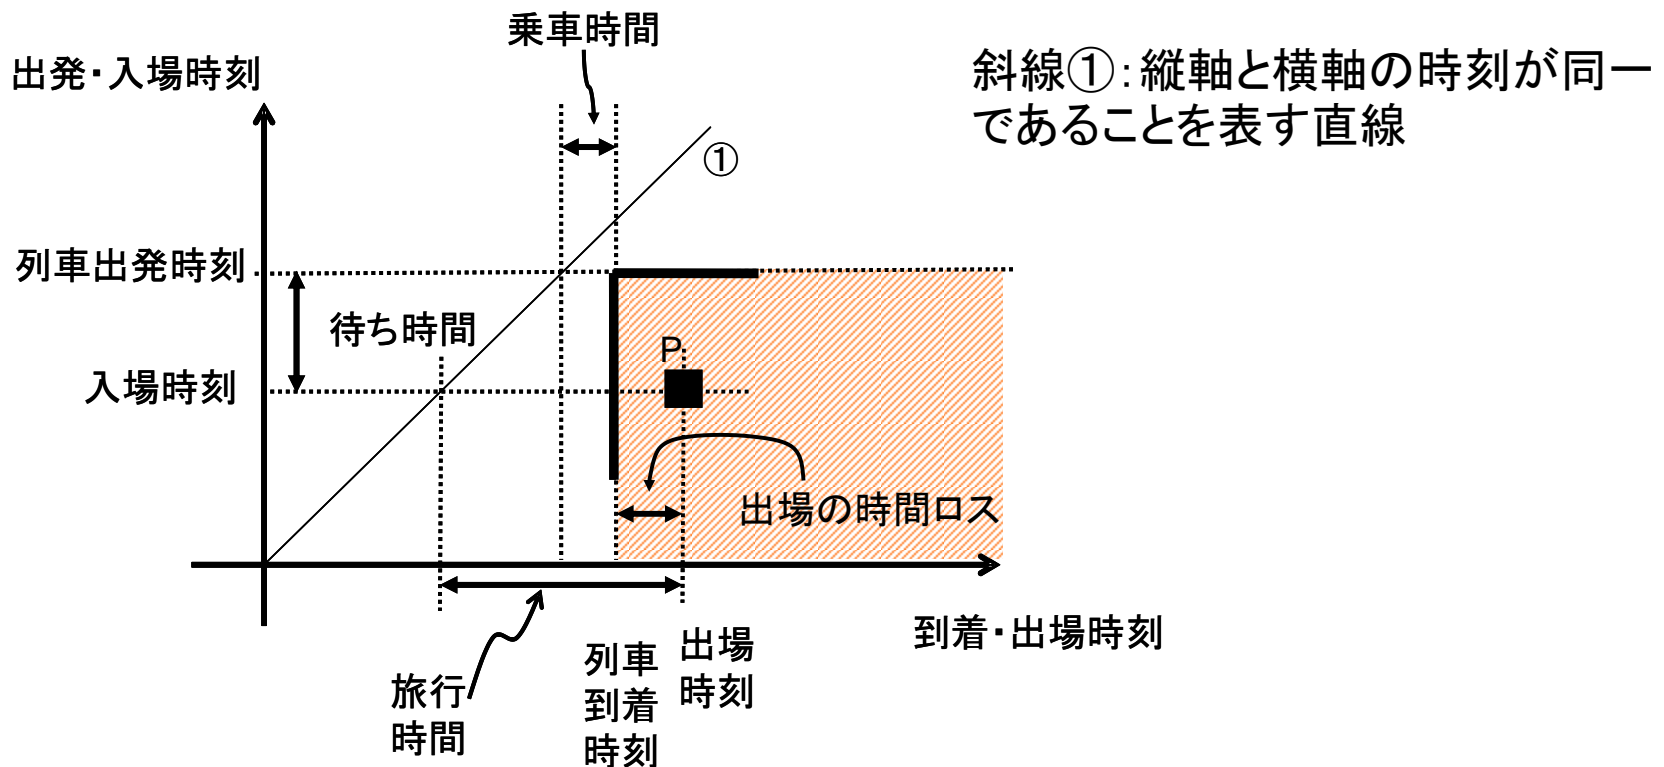 乗車時間
出発・入場時刻
斜線①:縦軸と横軸の時刻が同一
であることを表す直線
①
列車出発時刻
待ち時間
P
入場時刻
出場の時間ロス
到着・出場時刻
旅行
時間
列車
到着
時刻
出場
時刻